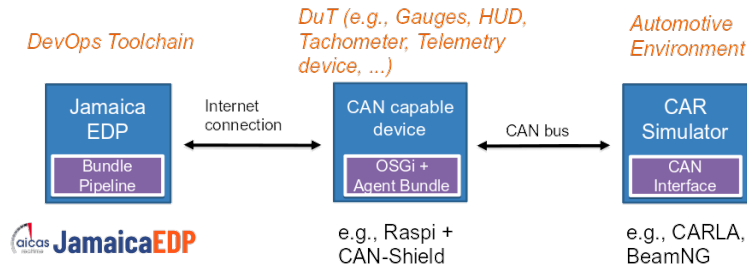 DevOps Toolchain
DuT (e.g., Gauges, HUD,
Tachometer, Telemetry
device, ...)
Automotive
Environment
Jamaica
EDP
Bundle
Pipeline
Internet
connection
CAN capable
device
OSGi +
Agent Bundle
CAN bus
CAR
Simulator
CAN
Interface
aicas
JamaicaEDP
e.g., Raspi +
CAN-Shield
e.g., CARLA,
BeamNG